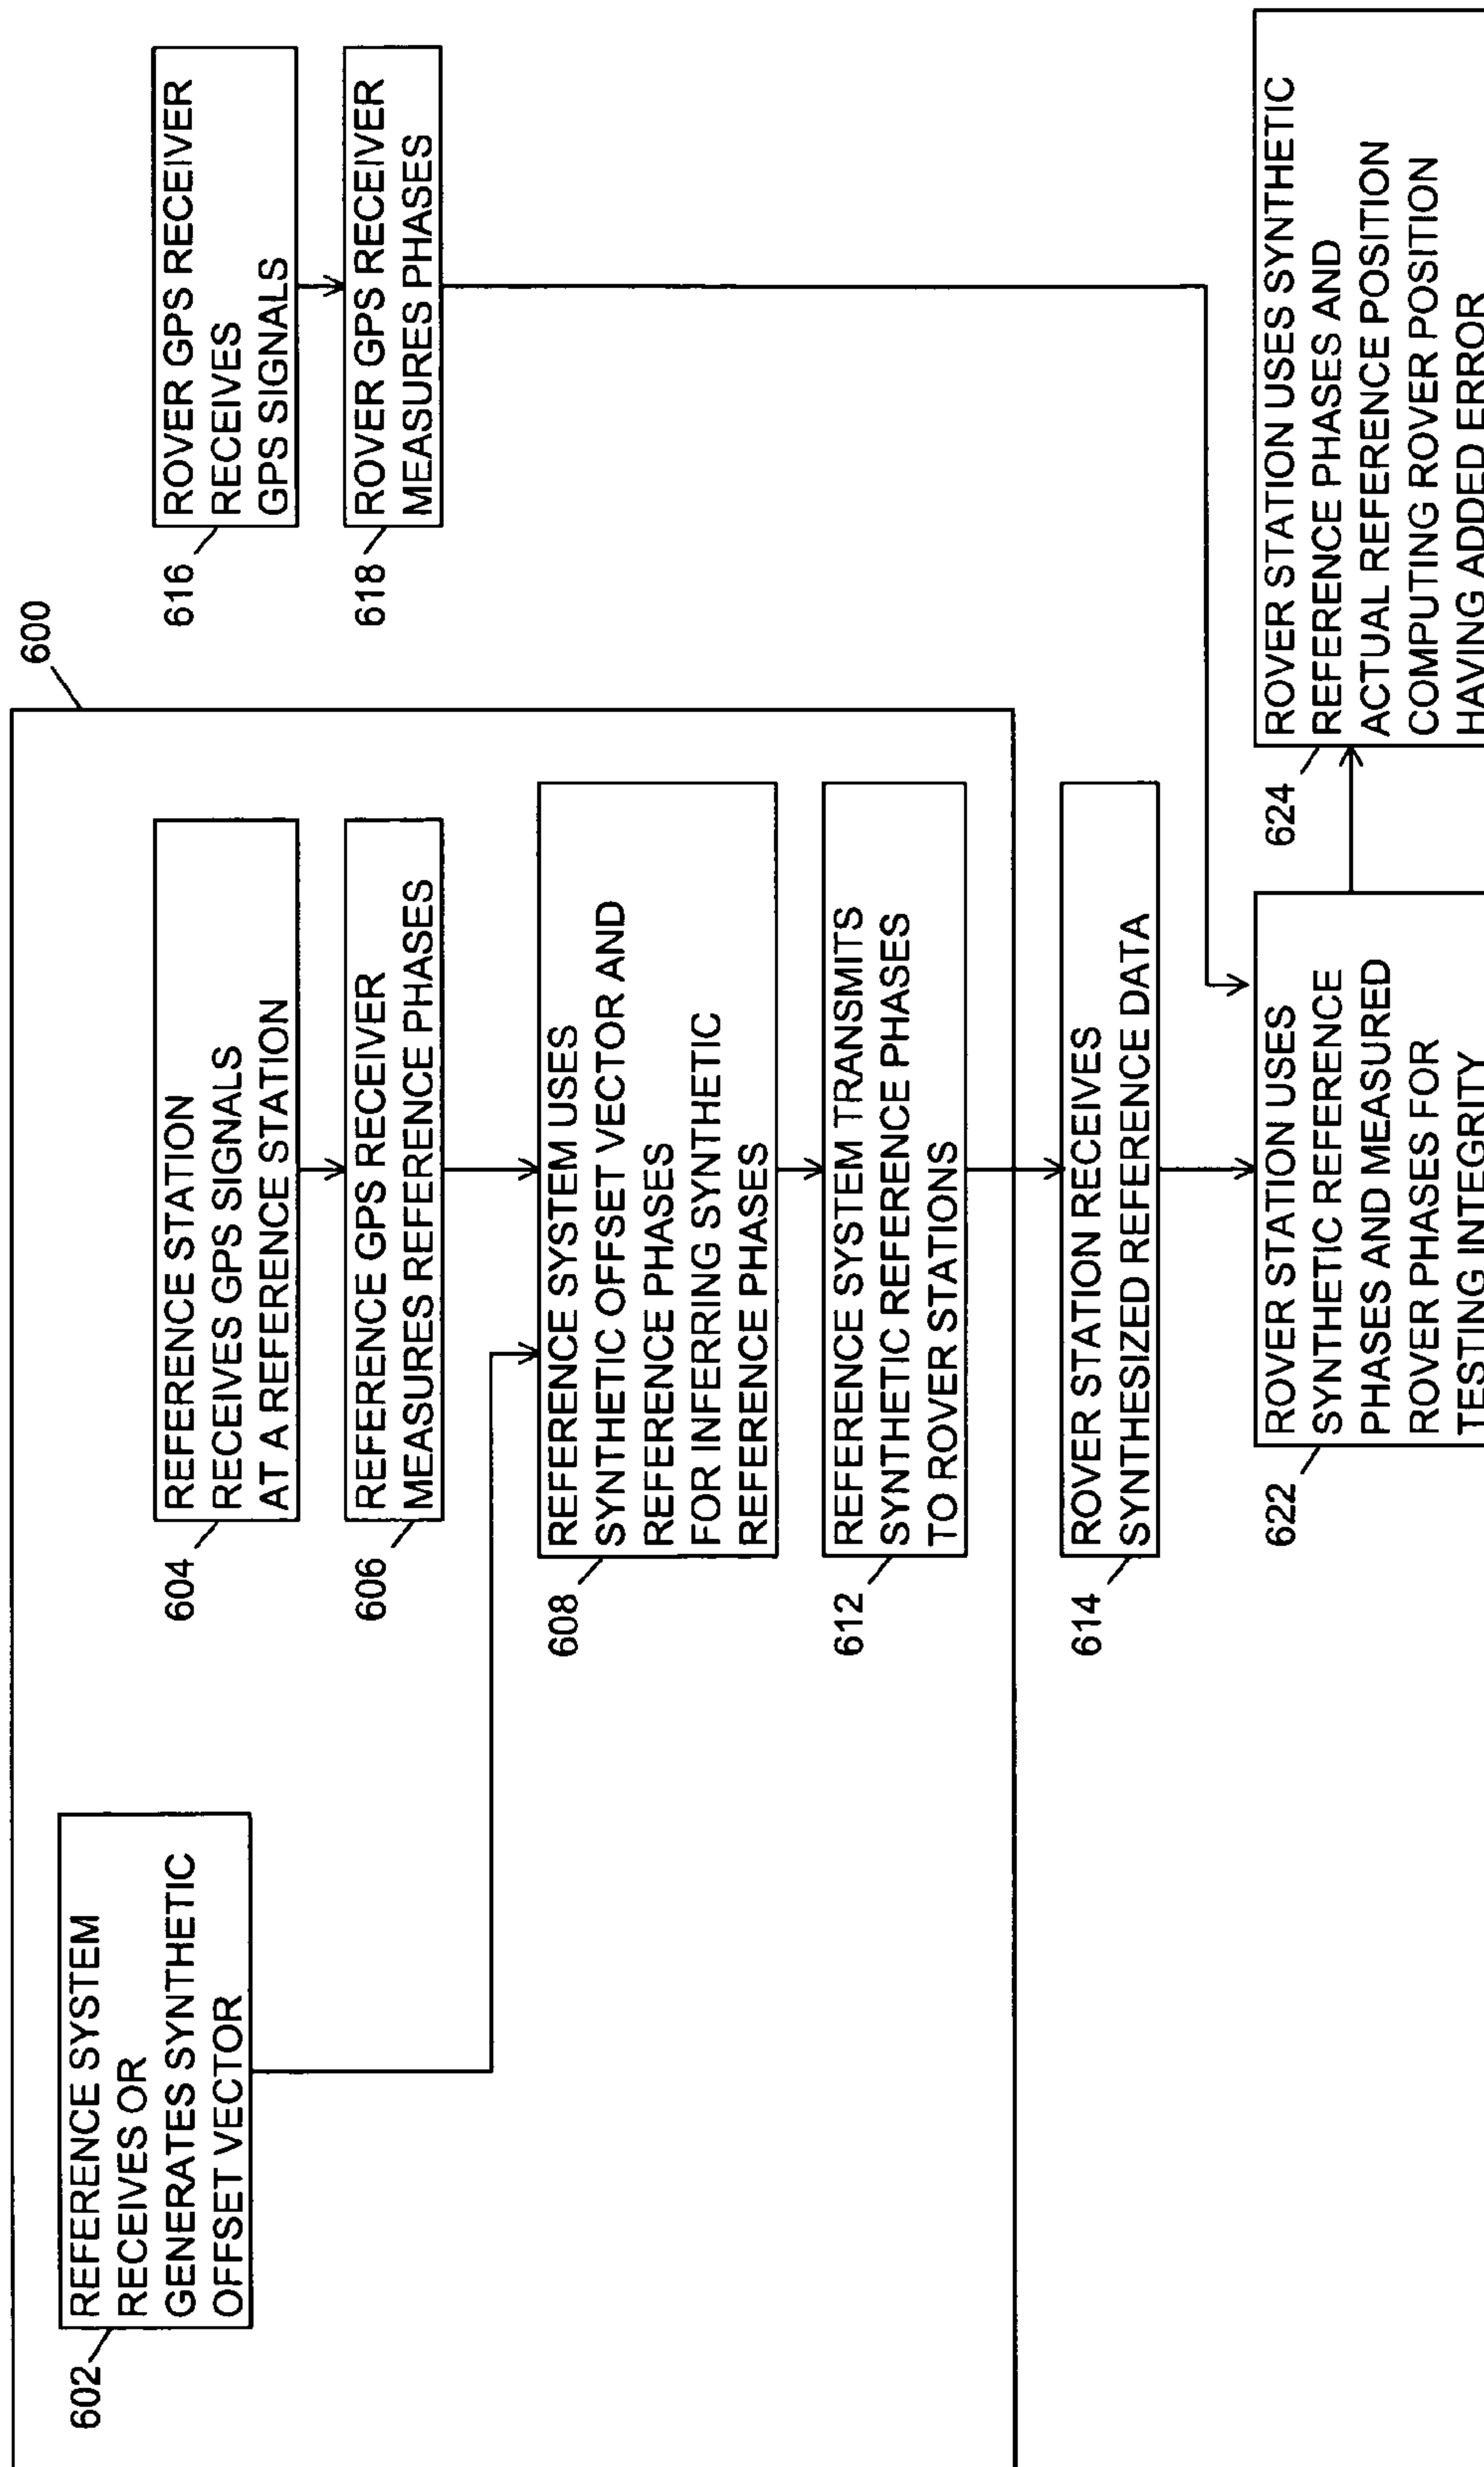 600
602
REFERENCE SYSTEM
RECEIVES OR
GENERATES SYNTHETIC
OFFSET VECTOR
604
REFERENCE STATION
RECEIVES GPS SIGNALS
AT A REFERENCE STATION
616
ROVER GPS RECEIVER
RECEIVES
GPS SIGNALS
606
REFERENCE GPS RECEIVER
MEASURES REFERENCE PHASES
618
ROVER GPS RECEIVER
MEASURES PHASES
608
REFERENCE SYSTEM USES
SYNTHETIC OFFSET VECTOR AND
REFERENCE PHASES
FOR INFERRING SYNTHETIC
REFERENCE PHASES
612
REFERENCE SYSTEM TRANSMITS
SYNTHETIC REFERENCE PHASES
TO ROVER STATIONS
614
ROVER STATION RECEIVES
SYNTHESIZED REFERENCE DATA
622
ROVER STATION USES
SYNTHETIC REFERENCE
PHASES AND MEASURED
ROVER PHASES FOR
TESTING INTEGRITY
624
ROVER STATION USES SYNTHETIC
REFERENCE PHASES AND
ACTUAL REFERENCE POSITION
COMPUTING ROVER POSITION
HAVING ADDED ERROR